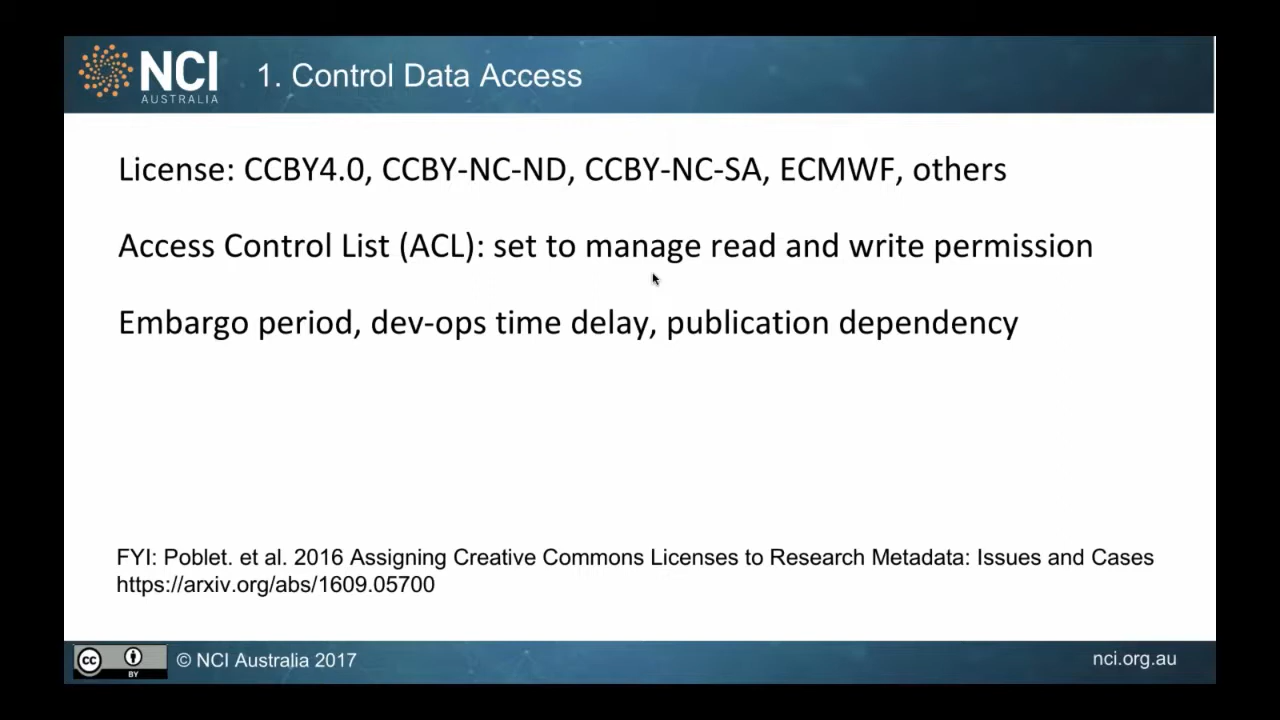 NCI
AUSTRALIA
1. Control Data Access
License: CCBY4.0, CCBY-NC-ND, CCBY-NC-SA, ECMWF, others
Access Control List (ACL): set to manage read and write permission
Embargo period, dev-ops time delay, publication dependency
FYI: Poblet. et al. 2016 Assigning Creative Commons Licenses to Research Metadata: Issues and Cases
https://arxiv.org/abs/1609.05700
cc BY © NCI Australia 2017 nci.org.au